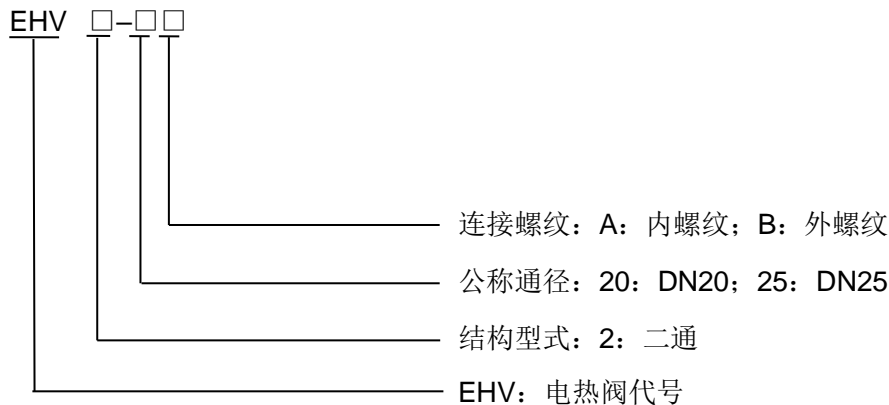 EHV □–□□
连接螺纹：A：内螺纹；B：外螺纹
公称通径：20：DN20；25：DN25
结构型式：2：二通
EHV：电热阀代号